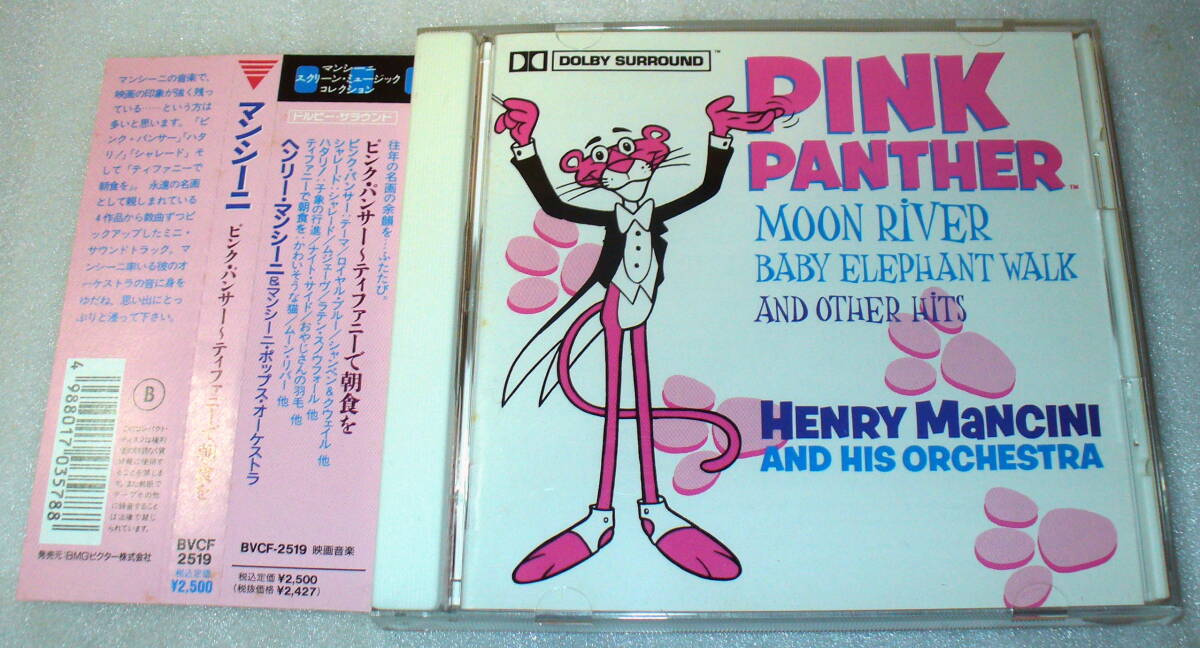 マンシーニの音楽で、
映画の印象が強く残っ
ている……という方は
多いと思います。「ピ
ンク・パンサー」「ハタ
リ!」「シャレード」そ
して「ティファニーで
朝食を」。永遠の名画
として親しまれている
4作品から数曲ずつピ
ックアップしたミニ・
サウンドトラック。マ
ンシーニ率いる彼のオ
ーケストラの音に身を
ゆだね、思い出にとっ
ぷりと浸って下さい。
4 988017 035788
B
発売元:BMGビクター株式会社
マンシーニ
ピンク・パンサー〜ティファニーで朝食を
BVCF
2519
税込定価
¥2,500
マンシーニ
スクリーン・ミュージック
コレクション
ドルビー・サラウンド
往年の名画の余韻を…ふたたび。
ピンク・パンサー〜ティファニーで朝食を
ピンク・パンサー:テーマ/ロイヤル・ブルー/シャンペン&クウェイル 他
シャレード:シャレード/ムジェーヴ/ラテン・スノウフォール 他
ハタリ!:子象の行進/ナイト・サイド/おやじさんの羽毛 他
ティファニーで朝食を:かわいそうな猫/ムーン・リバー 他
ヘンリー・マンシーニ&マンシーニ・ポップス・オーケストラ
BVCF-2519 映画音楽
税込定価 ¥2,500
(税抜価格 ¥2,427)
DOLBY SURROUND ™
PINK
PANTHER ™
MOON RiVER
BABY ELEPHANT WALK
AND OTHER HiTS
HENRY MaNCiNi
AND HIS ORCHESTRA